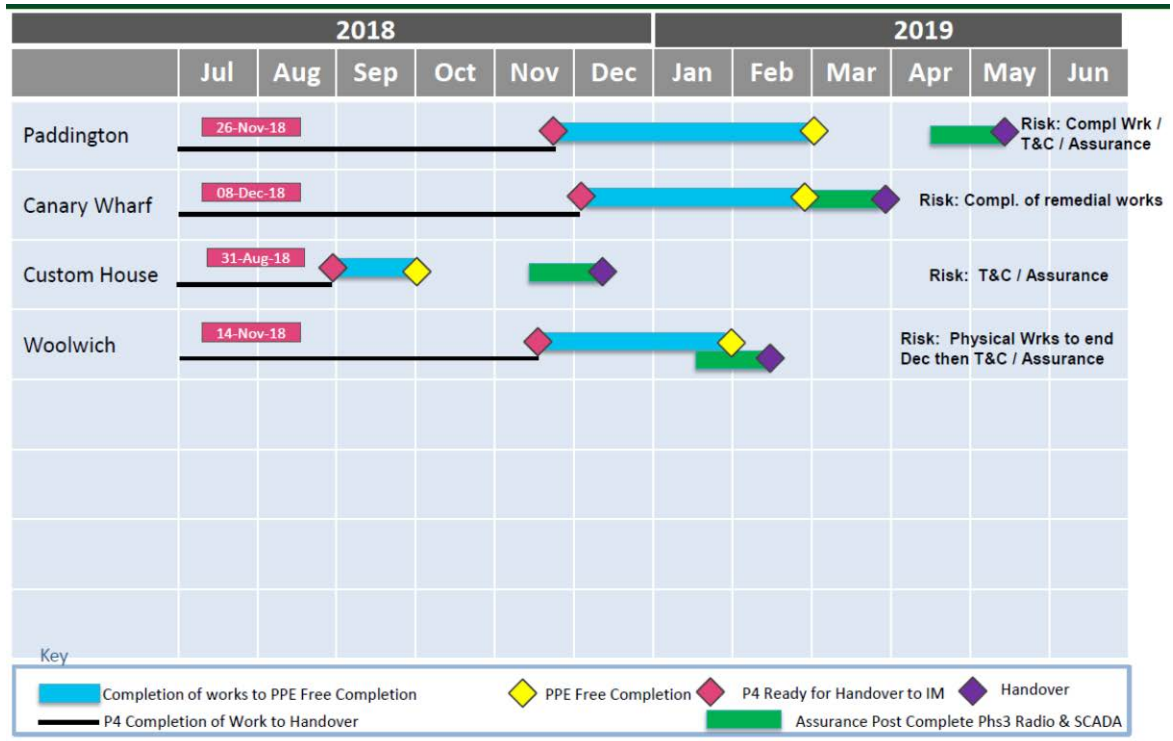 2018 2019
Jul Aug Sep Oct Nov Dec Jan Feb Mar Apr May Jun
Paddington 26-Nov-18 Risk: Compl Wrk /
T&C / Assurance
Canary Wharf 08-Dec-18 Risk: Compl. of remedial works
Custom House 31-Aug-18 Risk: T&C / Assurance
Woolwich 14-Nov-18 Risk: Physical Wrks to end
Dec then T&C / Assurance
Key
Completion of works to PPE Free Completion PPE Free Completion P4 Ready for Handover to IM Handover
P4 Completion of Work to Handover Assurance Post Complete Phs3 Radio & SCADA